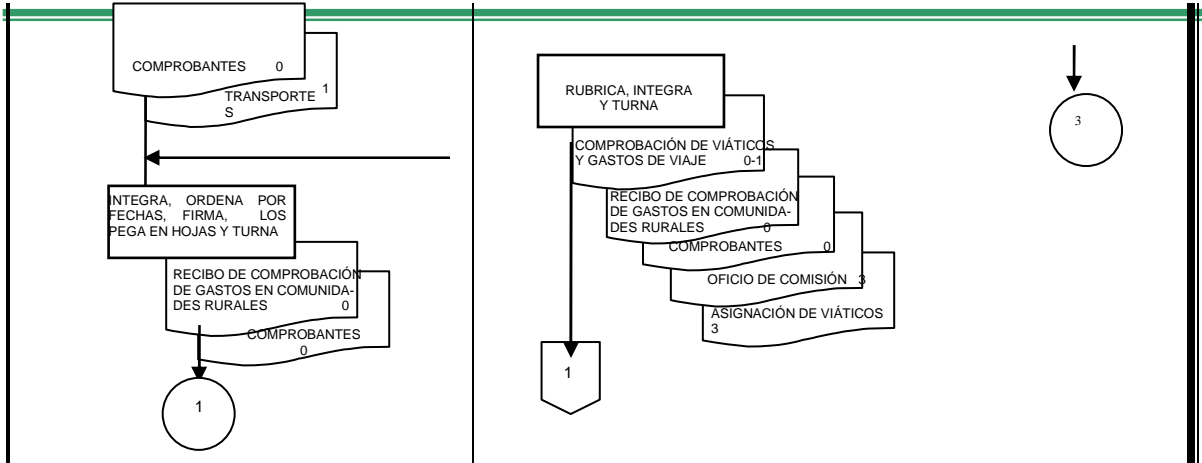 COMPROBANTES 0
TRANSPORTE 1
S
INTEGRA, ORDENA POR
FECHAS, FIRMA, LOS
PEGA EN HOJAS Y TURNA
RECIBO DE COMPROBACIÓN
DE GASTOS EN COMUNIDA-
DES RURALES 0
COMPROBANTES
0
1
RUBRICA, INTEGRA
Y TURNA
COMPROBACIÓN DE VIÁTICOS
Y GASTOS DE VIAJE 0-1
RECIBO DE COMPROBACIÓN
DE GASTOS EN COMUNIDA-
DES RURALES 0
COMPROBANTES 0
OFICIO DE COMISIÓN 3
ASIGNACIÓN DE VIÁTICOS
3
1
3